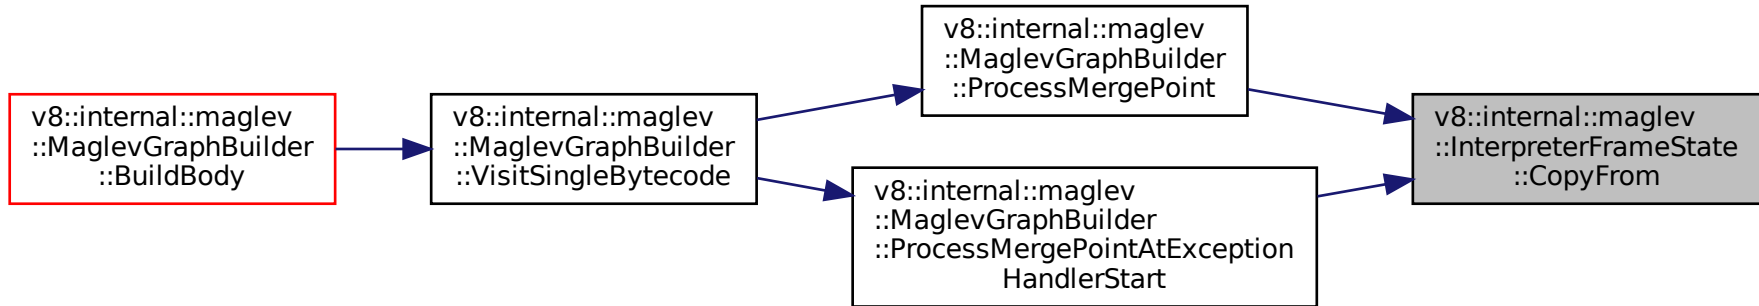 v8::internal::maglev
::MaglevGraphBuilder
::BuildBody
v8::internal::maglev
::MaglevGraphBuilder
::VisitSingleBytecode
v8::internal::maglev
::MaglevGraphBuilder
::ProcessMergePoint
v8::internal::maglev
::MaglevGraphBuilder
::ProcessMergePointAtException
HandlerStart
v8::internal::maglev
::InterpreterFrameState
::CopyFrom